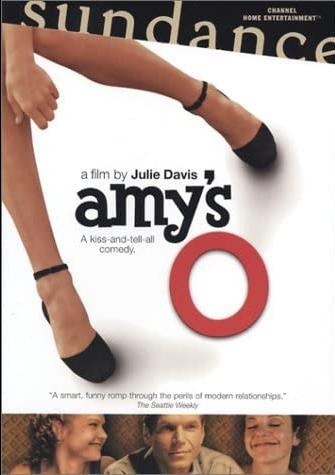 sundance
CHANNEL
HOME ENTERTAINMENT™
a film by Julie Davis
amy's
O
A kiss-and-tell-all
comedy.
"A smart, funny romp through the perils of modern relationships."
The Seattle Weekly